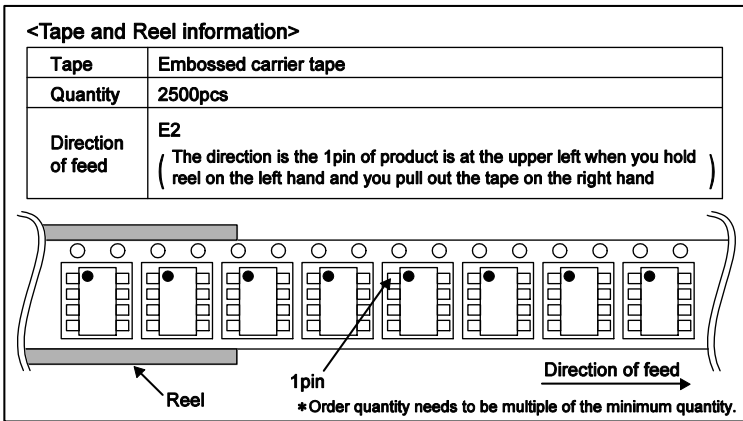 <Tape and Reel information>
Tape Embossed carrier tape
Quantity 2500pcs
Direction of feed E2
( The direction is the 1pin of product is at the upper left when you hold
reel on the left hand and you pull out the tape on the right hand )
Direction of feed
1pin
Reel
*Order quantity needs to be multiple of the minimum quantity.